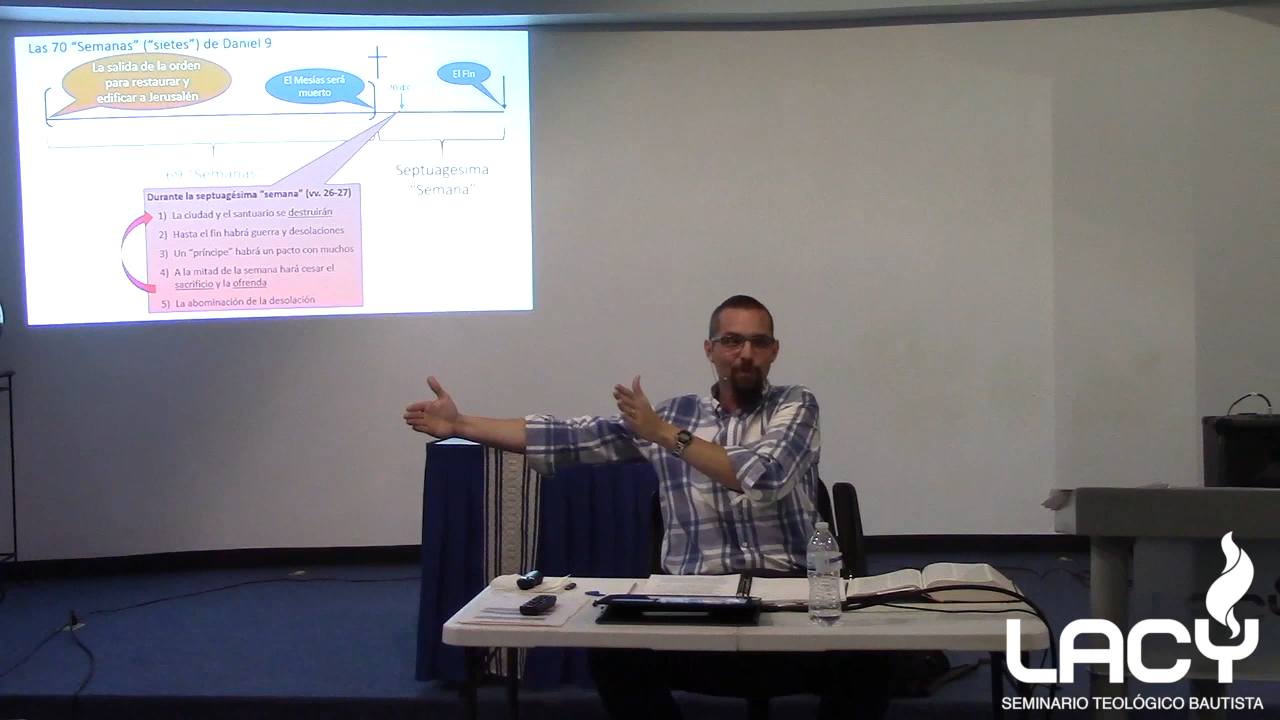 Las 70 “Semanas” (“sietes”) de Daniel 9
La salida de la orden
para restaurar y
edificar a Jerusalén
El Mesías será
muerto
El Fin
69 “Semanas”
Septuagesima
“Semana”
Durante la septuagésima “semana” (vv. 26-27)
1) La ciudad y el santuario se destruirán
2) Hasta el fin habrá guerra y desolaciones
3) Un “príncipe” habrá un pacto con muchos
4) A la mitad de la semana hará cesar el
sacrificio y la ofrenda
5) La abominación de la desolación
LACY
SEMINARIO TEOLÓGICO BAUTISTA